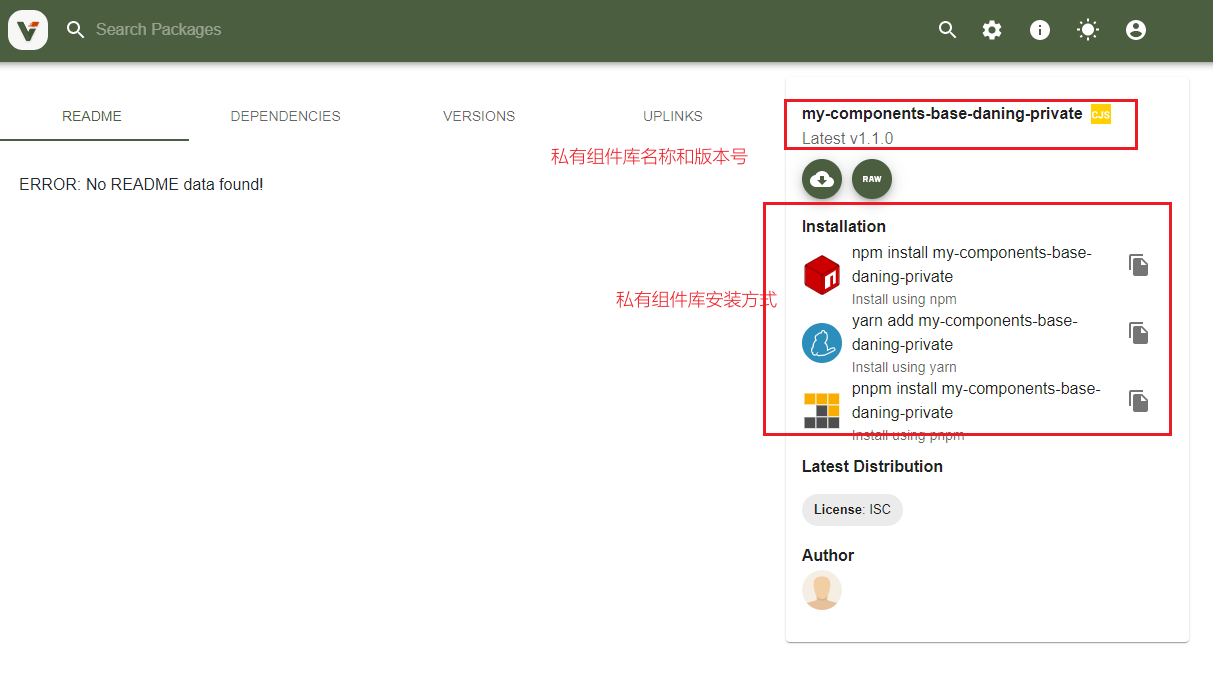 Search Packages
README
DEPENDENCIES
VERSIONS
UPLINKS
ERROR: No README data found!
私有组件库名称和版本号
my-components-base-daning-private CJS
Latest v1.1.0
RAW
私有组件库安装方式
Installation
npm install my-components-base-
daning-private
Install using npm
yarn add my-components-base-
daning-private
Install using yarn
pnpm install my-components-base-
daning-private
Install using pnpm
Latest Distribution
License: ISC
Author